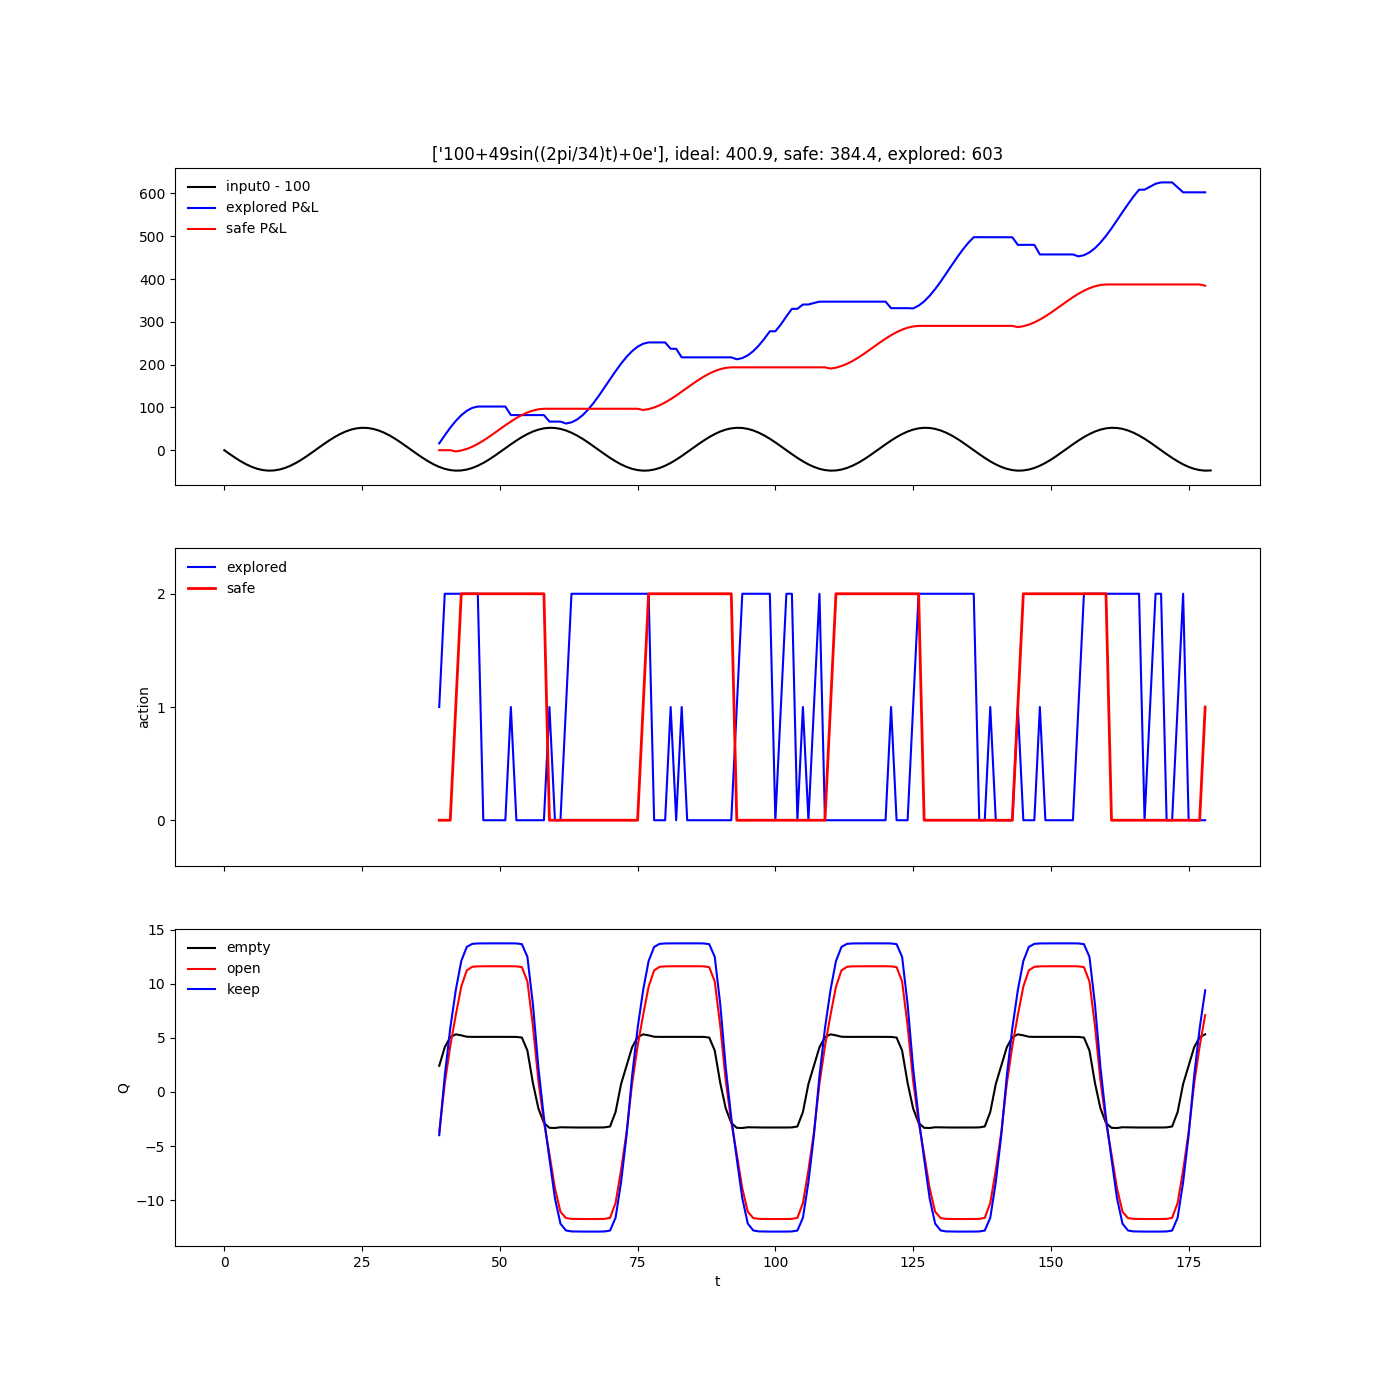 ['100+49sin((2pi/34)t)+0e'], ideal: 400.9, safe: 384.4, explored: 603
input0 - 100
explored P&L
safe P&L
600
500
400
300
200
100
0
explored
safe
2
1
0
action
empty
open
keep
15
10
5
0
−5
−10
Q
0 25 50 75 100 125 150 175
t